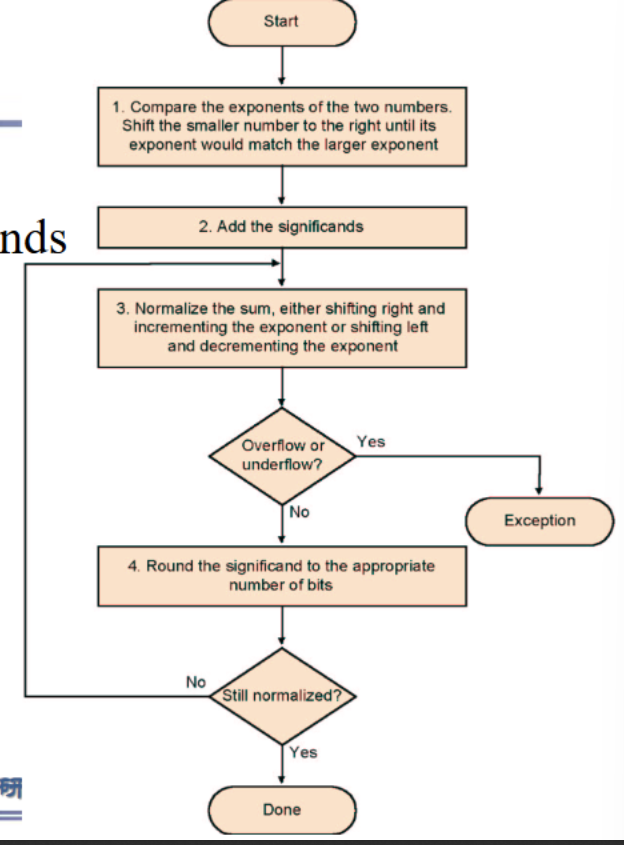 Start
1. Compare the exponents of the two numbers.
Shift the smaller number to the right until its
exponent would match the larger exponent
nds
2. Add the significands
3. Normalize the sum, either shifting right and
incrementing the exponent or shifting left
and decrementing the exponent
Overflow or
underflow?
Yes
No
Exception
4. Round the significand to the appropriate
number of bits
No
Still normalized?
Yes
Done